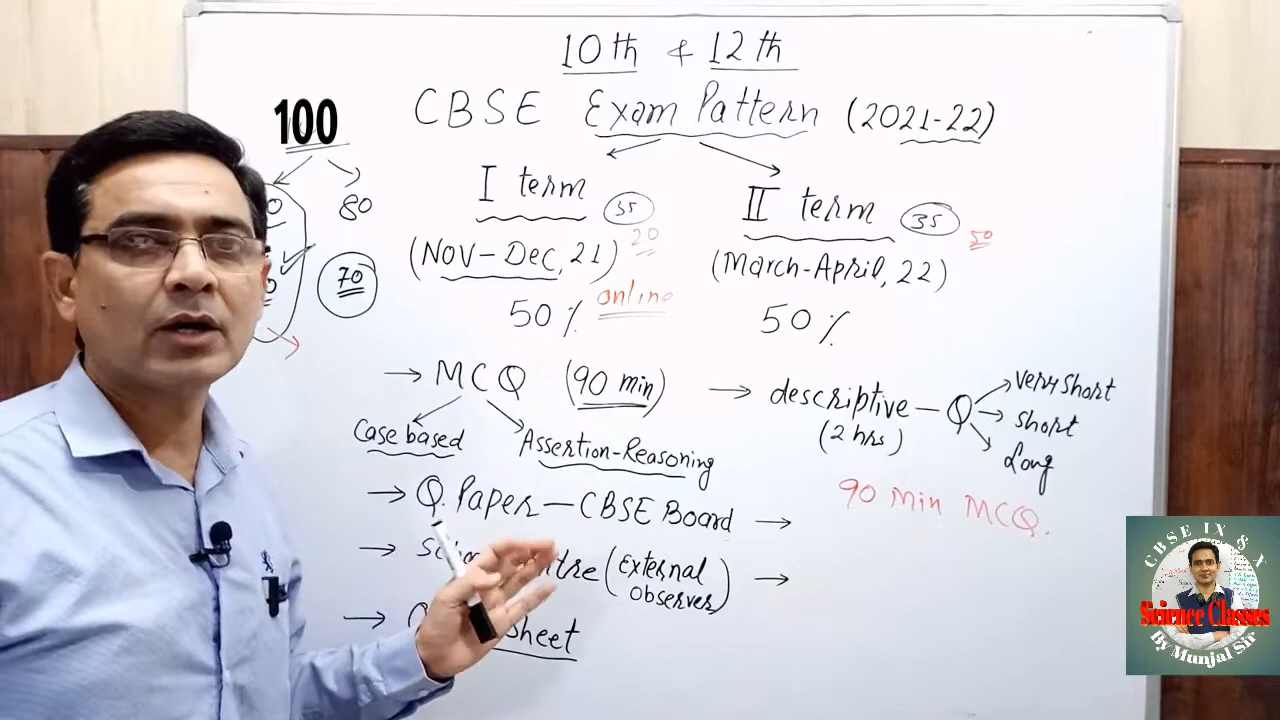 10th & 12th
CBSE Exam Pattern (2021-22)
100
80
70
I term 35
20
(NOV-Dec, 21)
online
50%
II term 35
50
(March-April, 22)
50%
→ MCQ (90 min)
Case based
Assertion-Reasoning
→ descriptive - Q
(2 hrs)
very short
short
Long
90 Min MCQ.
→ Q. Paper - CBSE Board →
→ (External
observer) →
→ Sheet
CBSE IX & X
Science Classes
By Munjal Sir